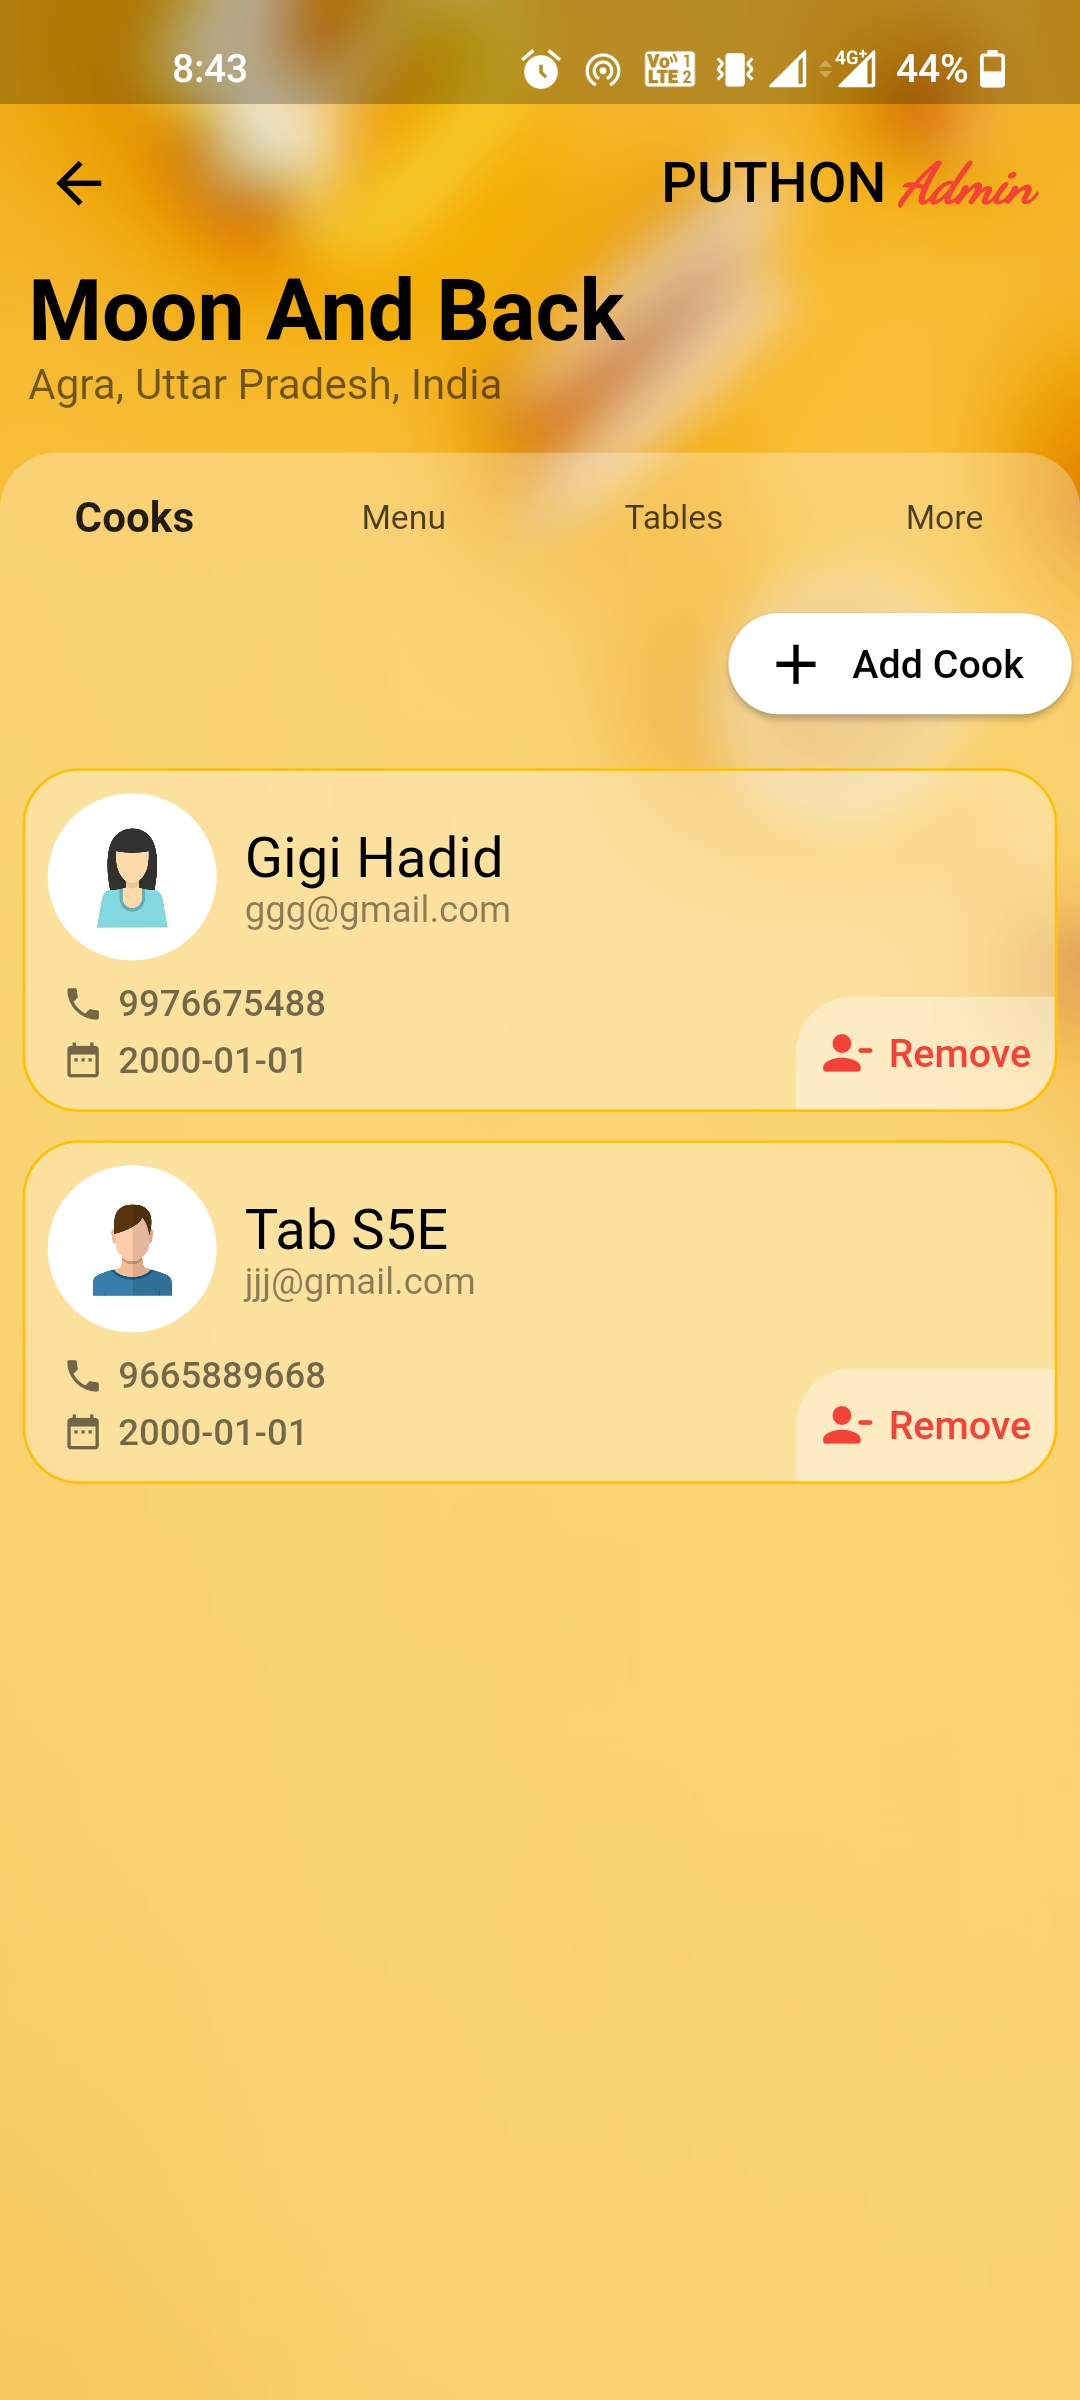 8:43 Vo)) 1 LTE 2 4G+ 44%
PUTHON Admin
Moon And Back
Agra, Uttar Pradesh, India
Cooks Menu Tables More
Add Cook
Gigi Hadid
ggg@gmail.com
9976675488
2000-01-01
Remove
Tab S5E
jjj@gmail.com
9665889668
2000-01-01
Remove